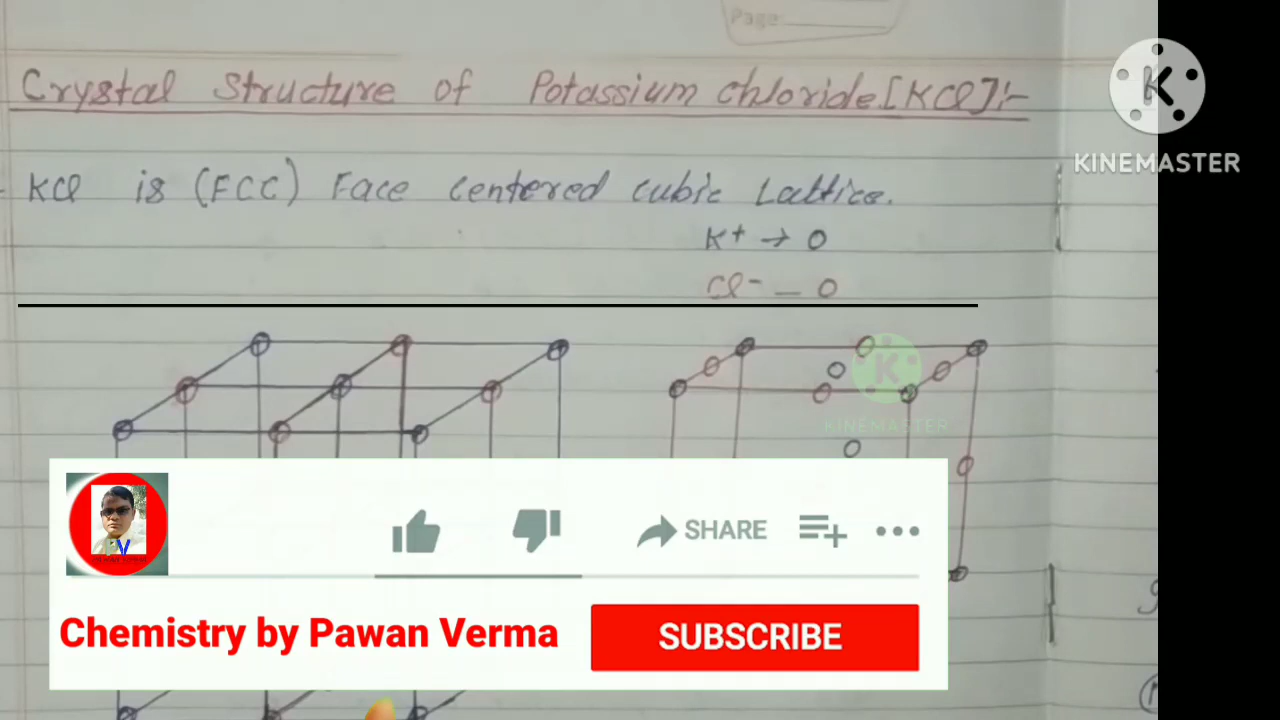 Page
Crystal Structure of Potassium Chloride [KCl]:-
KCl is (FCC) Face centered cubic Lattice.
K+ → O
Cl- — O
K
KINEMASTER
K
KINEMASTER
SHARE
Chemistry by Pawan Verma
SUBSCRIBE